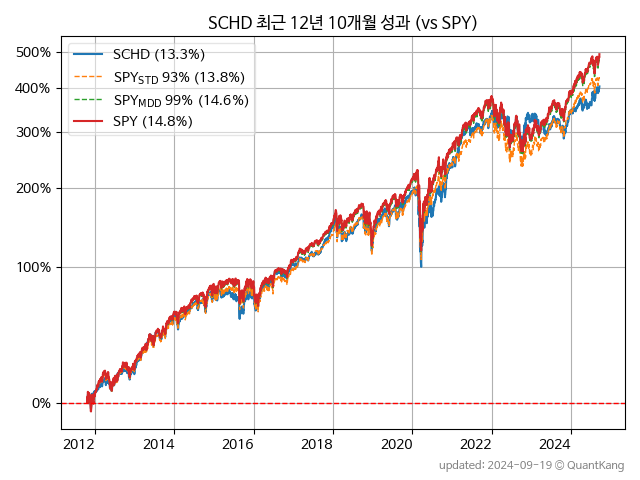 SCHD 최근 12년 10개월 성과 (vs SPY)
SCHD (13.3%)
SPY_STD 93% (13.8%)
SPY_MDD 99% (14.6%)
SPY (14.8%)
500%
400%
300%
200%
100%
0%
2012 2014 2016 2018 2020 2022 2024
updated: 2024-09-19 © QuantKang